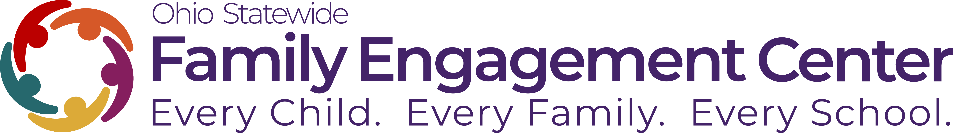 Ohio Statewide
Family Engagement Center
Every Child. Every Family. Every School.